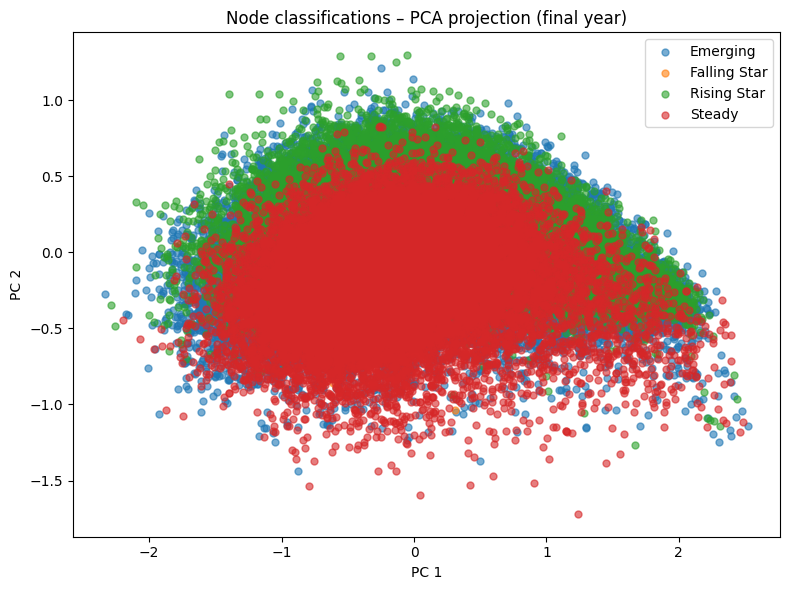 Node classifications – PCA projection (final year)
Emerging
Falling Star
Rising Star
Steady
1.0
0.5
0.0
−0.5
−1.0
−1.5
PC 2
−2
−1
0
1
2
PC 1